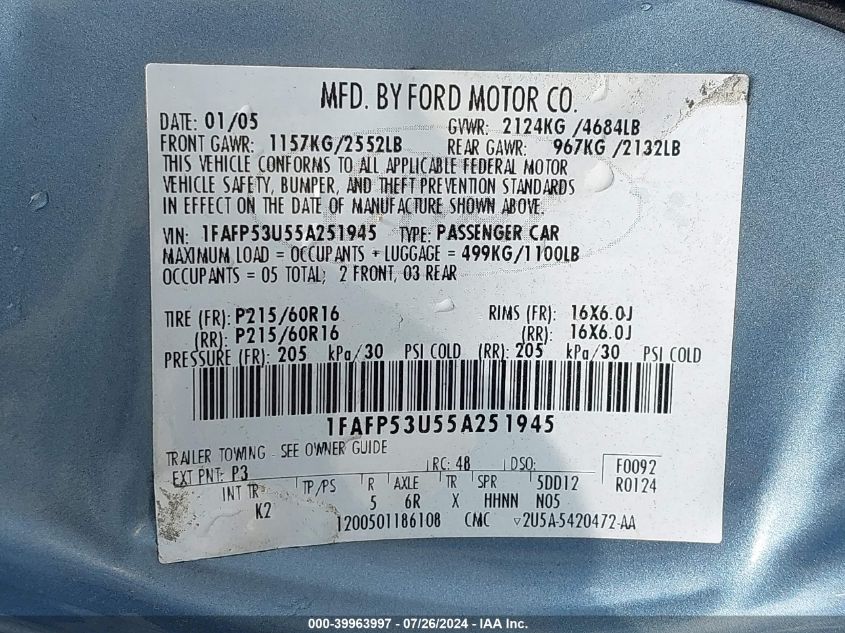 MFD. BY FORD MOTOR CO.
DATE: 01/05 GVWR: 2124KG /4684LB
FRONT GAWR: 1157KG/2552LB REAR GAWR: 967KG /2132LB
THIS VEHICLE CONFORMS TO ALL APPLICABLE FEDERAL MOTOR
VEHICLE SAFETY, BUMPER, AND THEFT PREVENTION STANDARDS
IN EFFECT ON THE DATE OF MANUFACTURE SHOWN ABOVE.
VIN: 1FAFP53U55A251945 TYPE: PASSENGER CAR
MAXIMUM LOAD = OCCUPANTS + LUGGAGE = 499KG/1100LB
OCCUPANTS = 05 TOTAL; 2 FRONT, 03 REAR
TIRE (FR): P215/60R16 RIMS (FR): 16X6.0J
(RR): P215/60R16 (RR): 16X6.0J
PRESSURE (FR): 205 kPa/30 PSI COLD (RR): 205 kPa/30 PSI COLD
1FAFP53U55A251945
TRAILER TOWING - SEE OWNER GUIDE
EXT PNT: P3 RC: 48 DSO: F0092
INT TR TP/PS R AXLE TR SPR 5DD12 R0124
K2 5 6R X HHNN N05
1200501186108 CMC ▽2U5A-5420472-AA
000-39963997 - 07/26/2024 - IAA Inc.